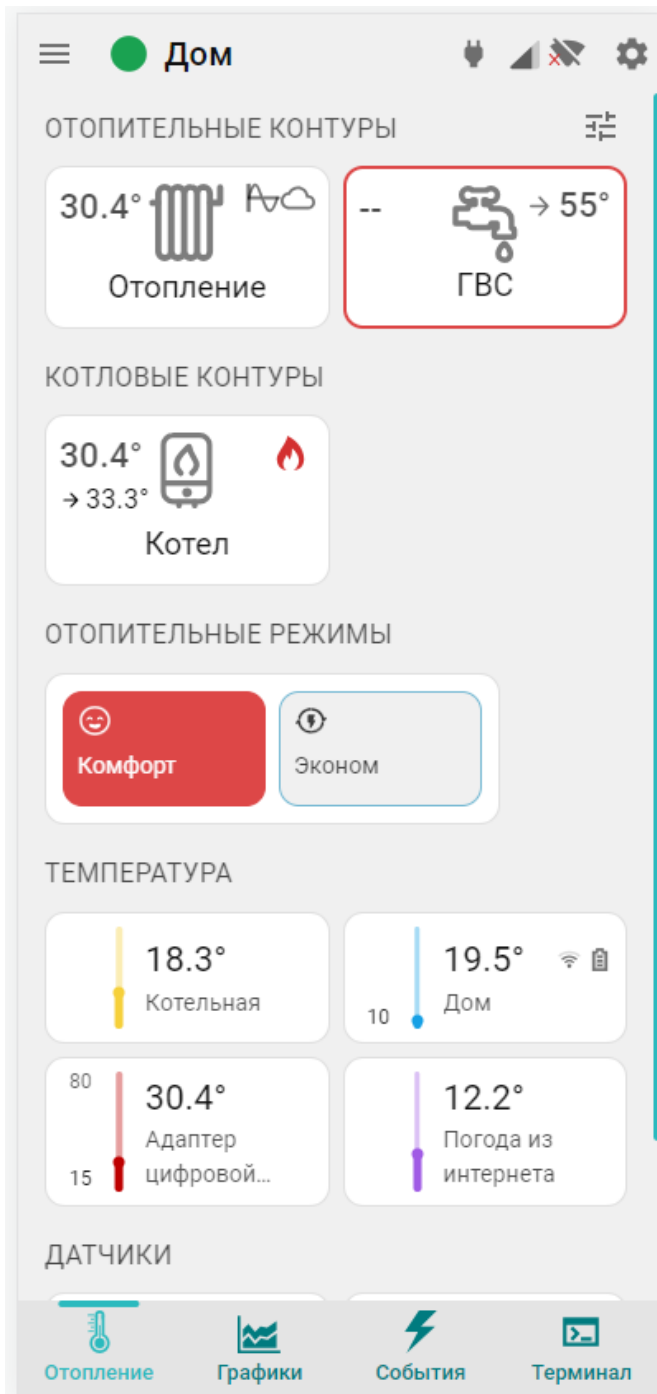 Дом
ОТОПИТЕЛЬНЫЕ КОНТУРЫ
30.4°
Отопление
--
→ 55°
ГВС
КОТЛОВЫЕ КОНТУРЫ
30.4°
→ 33.3°
Котел
ОТОПИТЕЛЬНЫЕ РЕЖИМЫ
Комфорт
Эконом
ТЕМПЕРАТУРА
18.3°
Котельная
19.5°
Дом
10
80
30.4°
Адаптер
цифровой...
15
12.2°
Погода из
интернета
ДАТЧИКИ
Отопление
Графики
События
Терминал